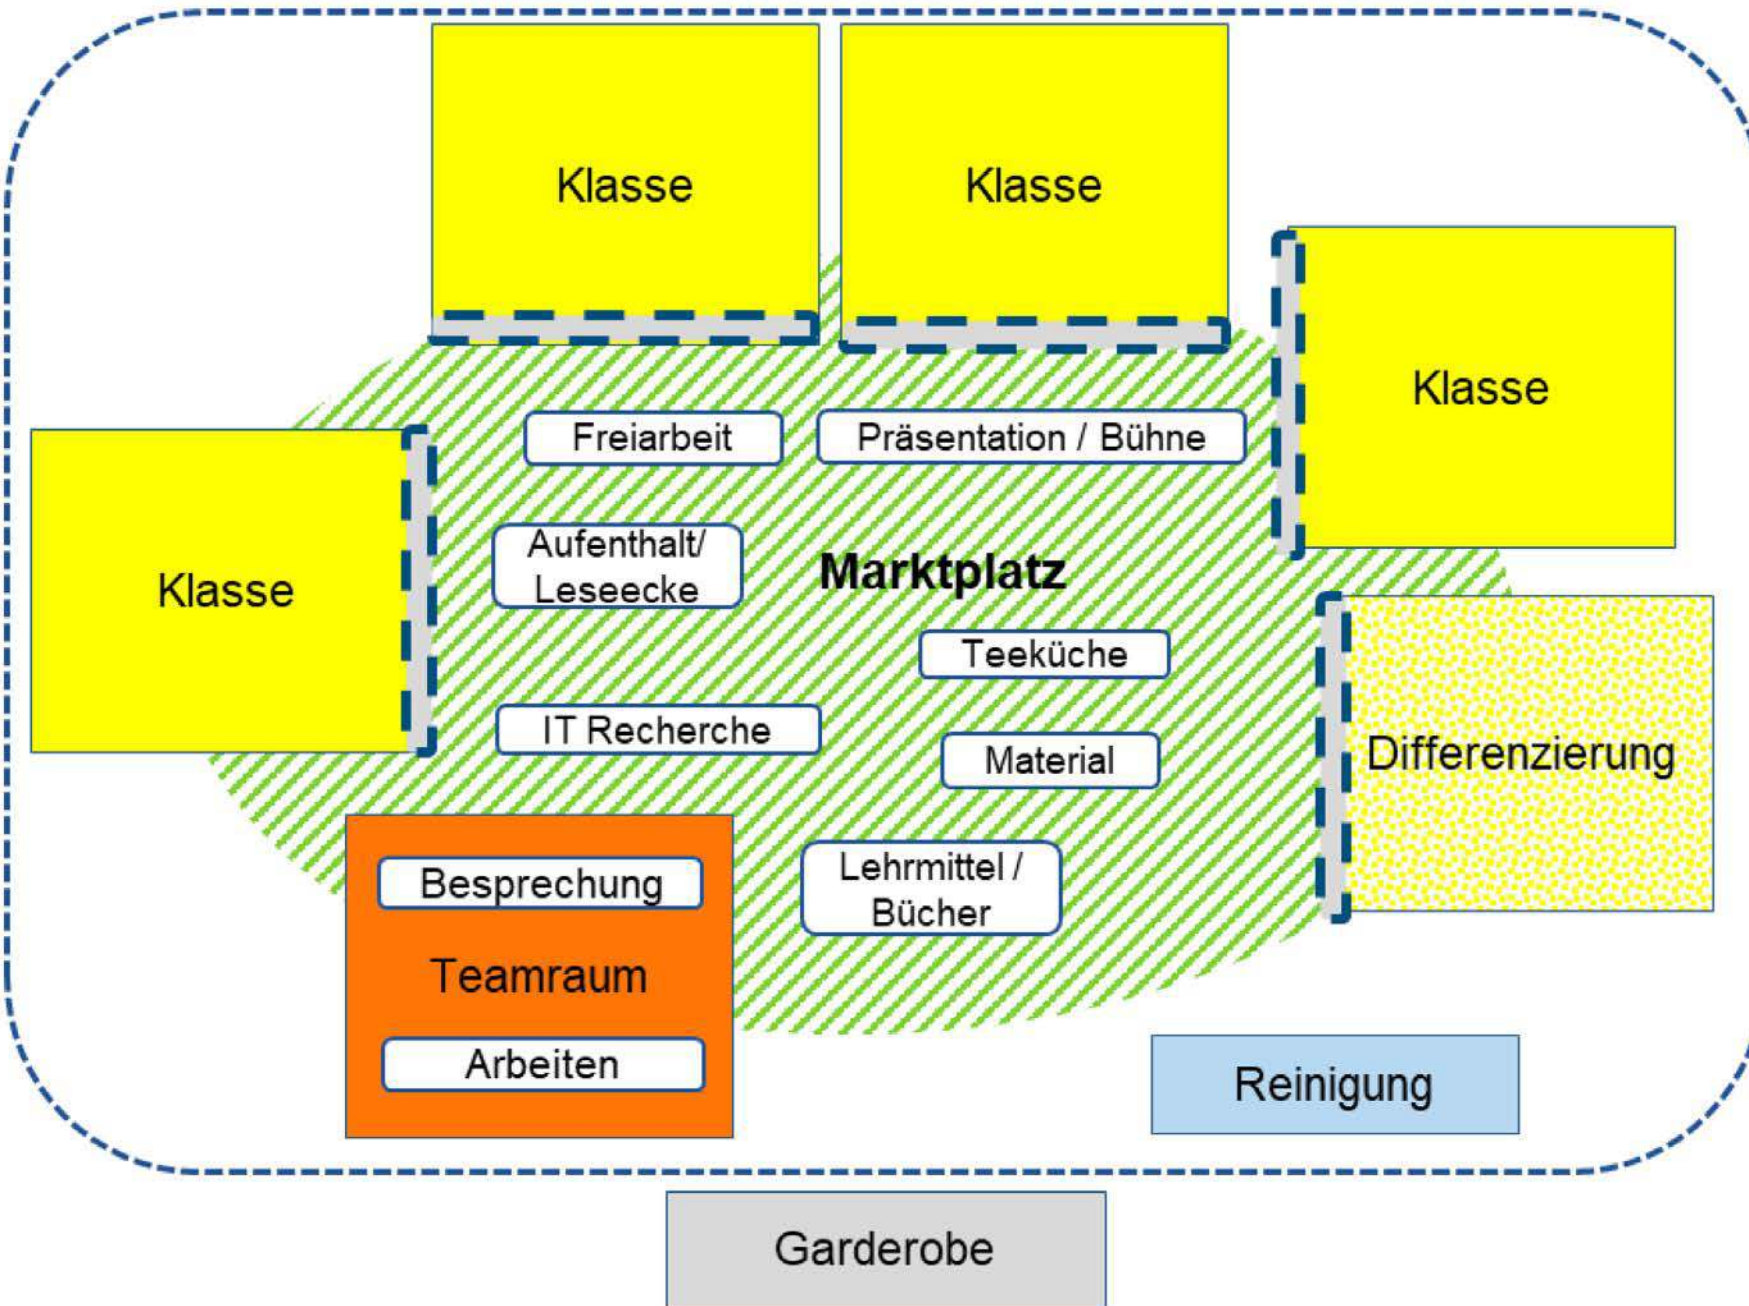 Klasse
Klasse
Klasse
Freiarbeit
Präsentation / Bühne
Aufenthalt/
Leseecke
Marktplatz
Klasse
Teeküche
IT Recherche
Material
Differenzierung
Lehrmittel /
Bücher
Besprechung
Teamraum
Arbeiten
Reinigung
Garderobe